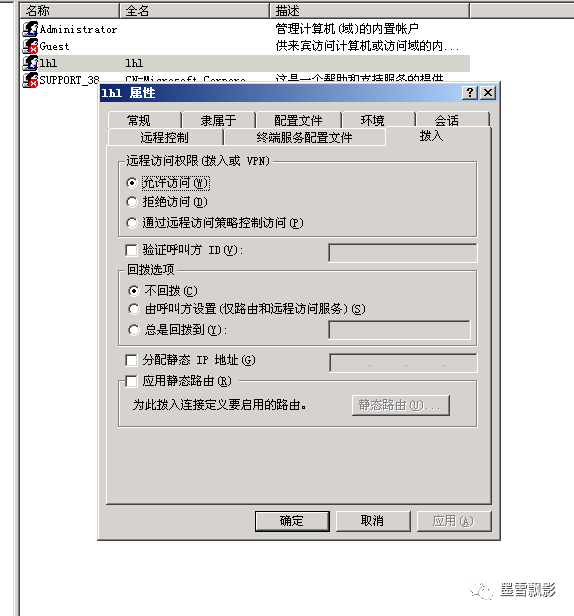 名称 全名 描述
Administrator 管理计算机(域)的内置帐户
Guest 供来宾访问计算机或访问域的内...
lhl lhl
SUPPORT_38... CN=Microsoft Corpora... 这是一个帮助和支持服务的提供...
lhl 属性
常规 隶属于 配置文件 环境 会话
远程控制 终端服务配置文件 拨入
远程访问权限(拨入或 VPN)
允许访问(W)
拒绝访问(D)
通过远程访问策略控制访问(P)
验证呼叫方 ID(V):
回拨选项
不回拨(C)
由呼叫方设置(仅路由和远程访问服务)(S)
总是回拨到(Y):
分配静态 IP 地址(G)
应用静态路由(R)
为此拨入连接定义要启用的路由。
静态路由(U)...
确定 取消 应用(A)
墨雪飘影